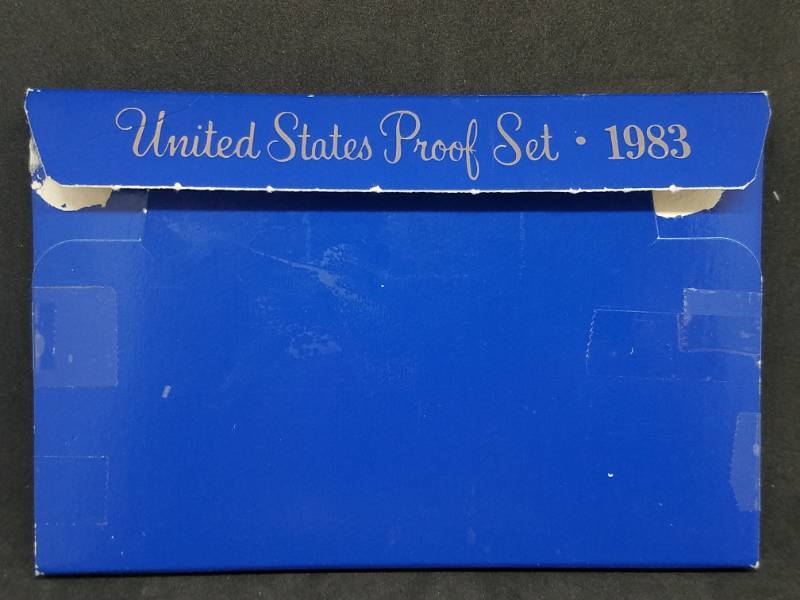 United States Proof Set · 1983